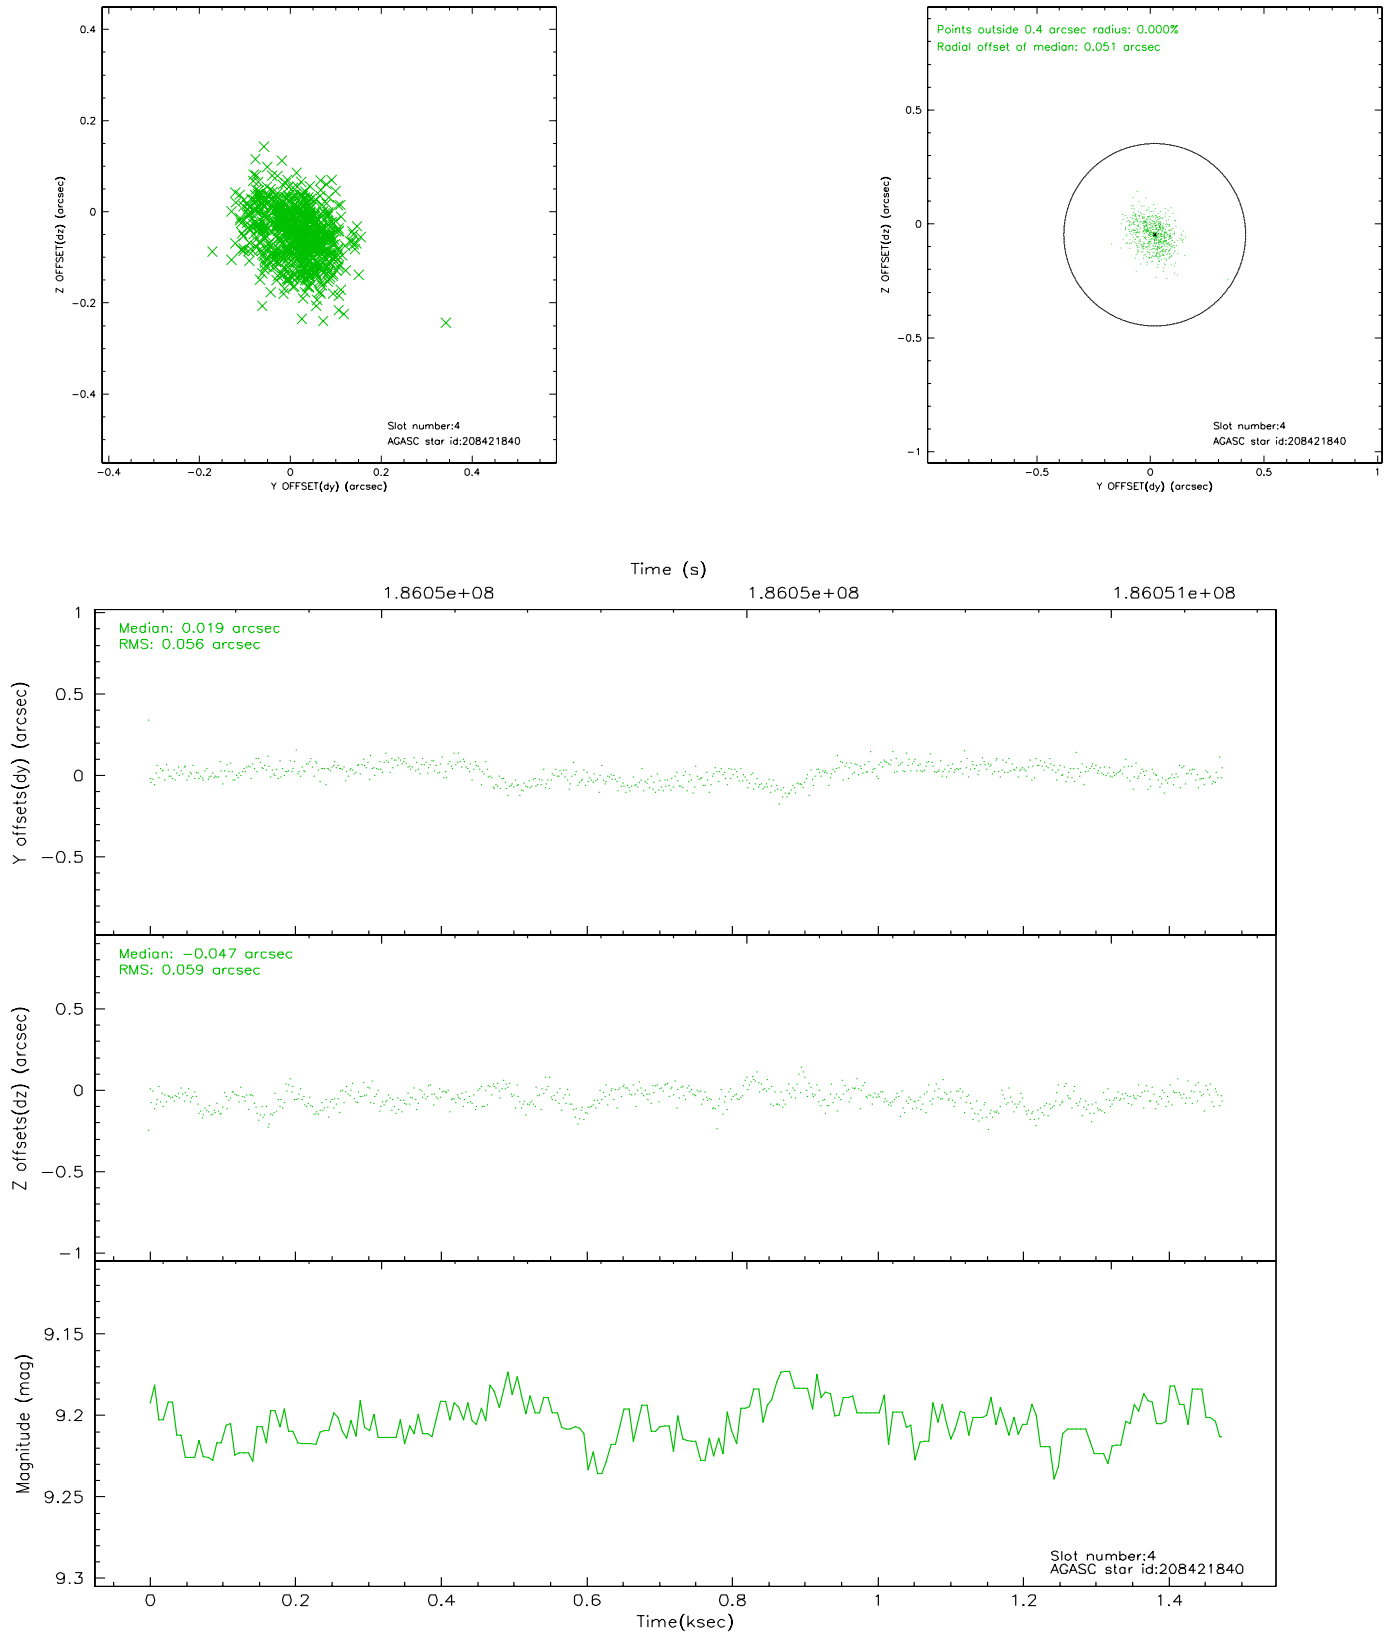 0.4
0.2
0
−0.2
−0.4
Z OFFSET(dz) (arcsec)
Slot number:4
AGASC star id:208421840
−0.4 −0.2 0 0.2 0.4
Y OFFSET(dy) (arcsec)
Points outside 0.4 arcsec radius: 0.000%
Radial offset of median: 0.051 arcsec
0.5
0
−0.5
−1
Z OFFSET(dz) (arcsec)
Slot number:4
AGASC star id:208421840
−0.5 0 0.5 1
Y OFFSET(dy) (arcsec)
Time (s)
1.8605e+08 1.8605e+08 1.86051e+08
Median: 0.019 arcsec
RMS: 0.056 arcsec
1
0.5
0
−0.5
Y offsets(dy) (arcsec)
Median: −0.047 arcsec
RMS: 0.059 arcsec
0.5
0
−0.5
−1
Z offsets(dz) (arcsec)
9.15
9.2
9.25
9.3
Magnitude (mag)
Slot number:4
AGASC star id:208421840
0 0.2 0.4 0.6 0.8 1 1.2 1.4
Time(ksec)